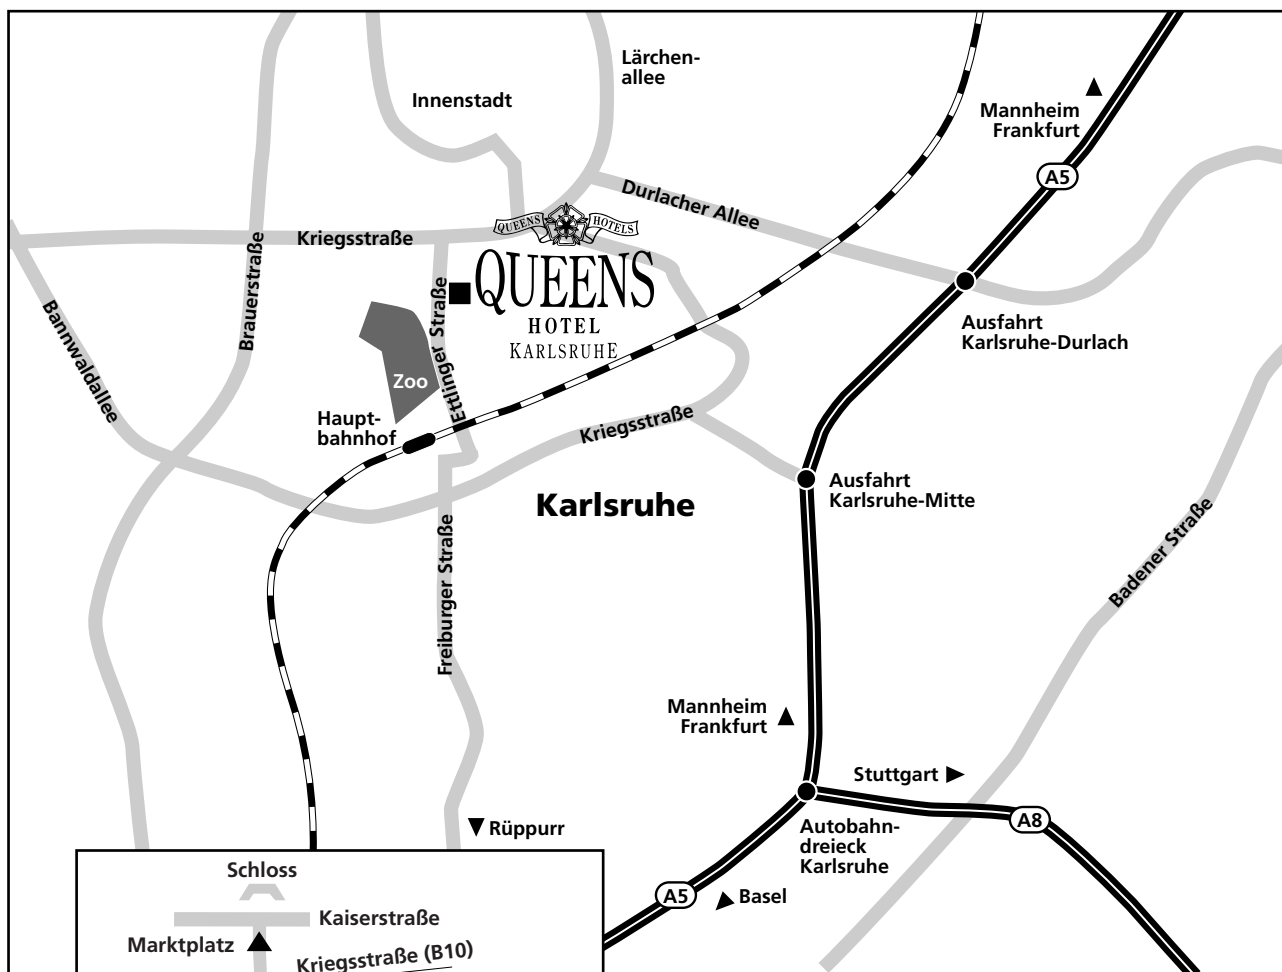 Lärchen-
allee
Innenstadt
Mannheim
Frankfurt
A5
Durlacher Allee
QUEENS HOTELS
Kriegsstraße
Brauerstraße
QUEENS
HOTEL
KARLSRUHE
Ettlinger Straße
Bannwaldallee
Ausfahrt
Karlsruhe-Durlach
Zoo
Haupt-
bahnhof
Kriegsstraße
Karlsruhe
Ausfahrt
Karlsruhe-Mitte
Badener Straße
Freiburger Straße
Mannheim
Frankfurt
Stuttgart
A8
Rüppurr
Autobahn-
dreieck
Karlsruhe
A5
Basel
Schloss
Kaiserstraße
Marktplatz
Kriegsstraße (B10)